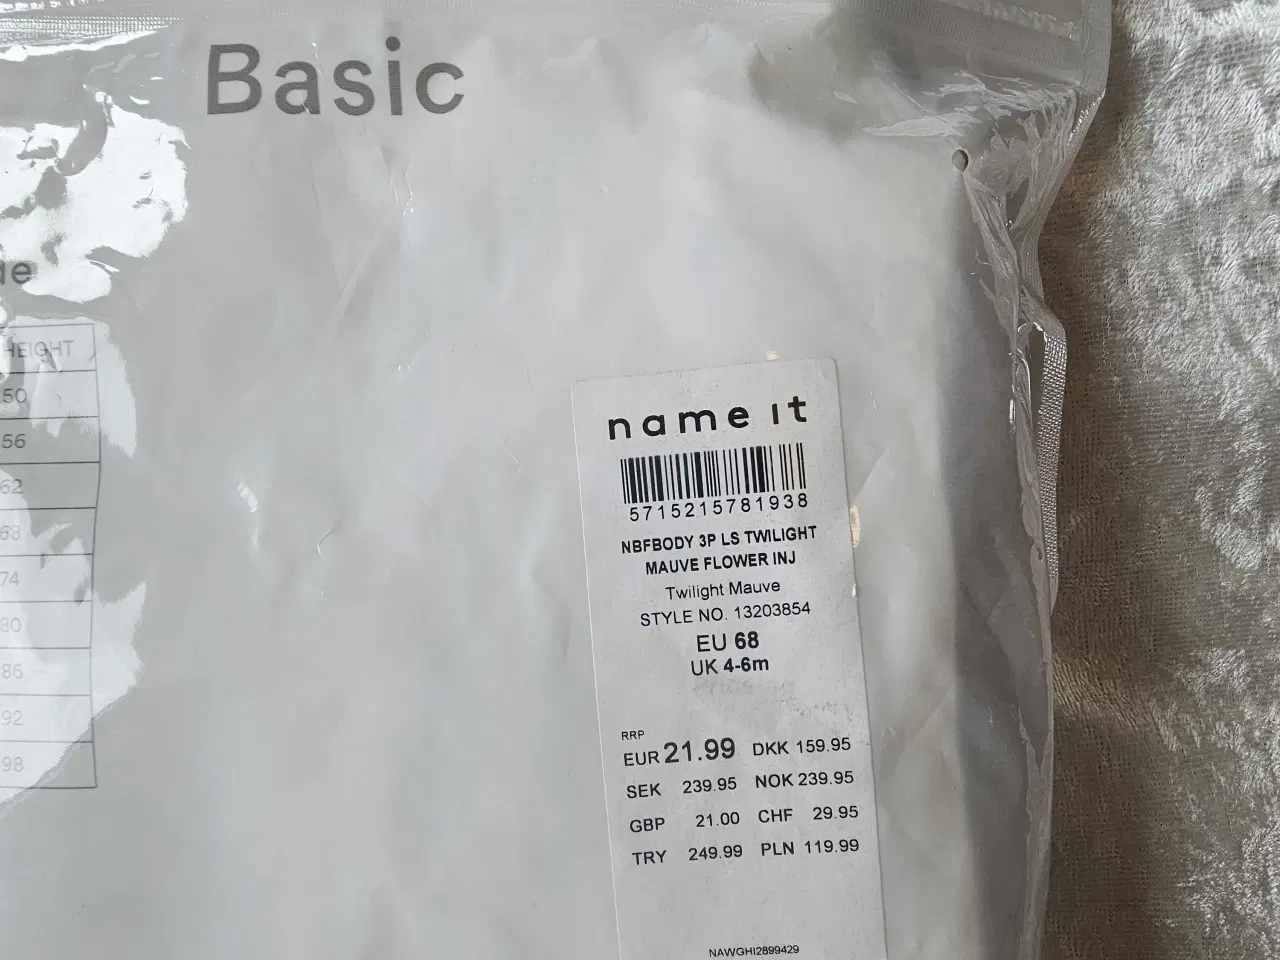 Basic
HEIGHT
50
56
62
68
74
80
86
92
98
name it
5715215781938
NBFBODY 3P LS TWILIGHT
MAUVE FLOWER INJ
Twilight Mauve
STYLE NO. 13203854
EU 68
UK 4-6m
RRP
EUR 21.99 DKK 159.95
SEK 239.95 NOK 239.95
GBP 21.00 CHF 29.95
TRY 249.99 PLN 119.99
NAWGHI2899429